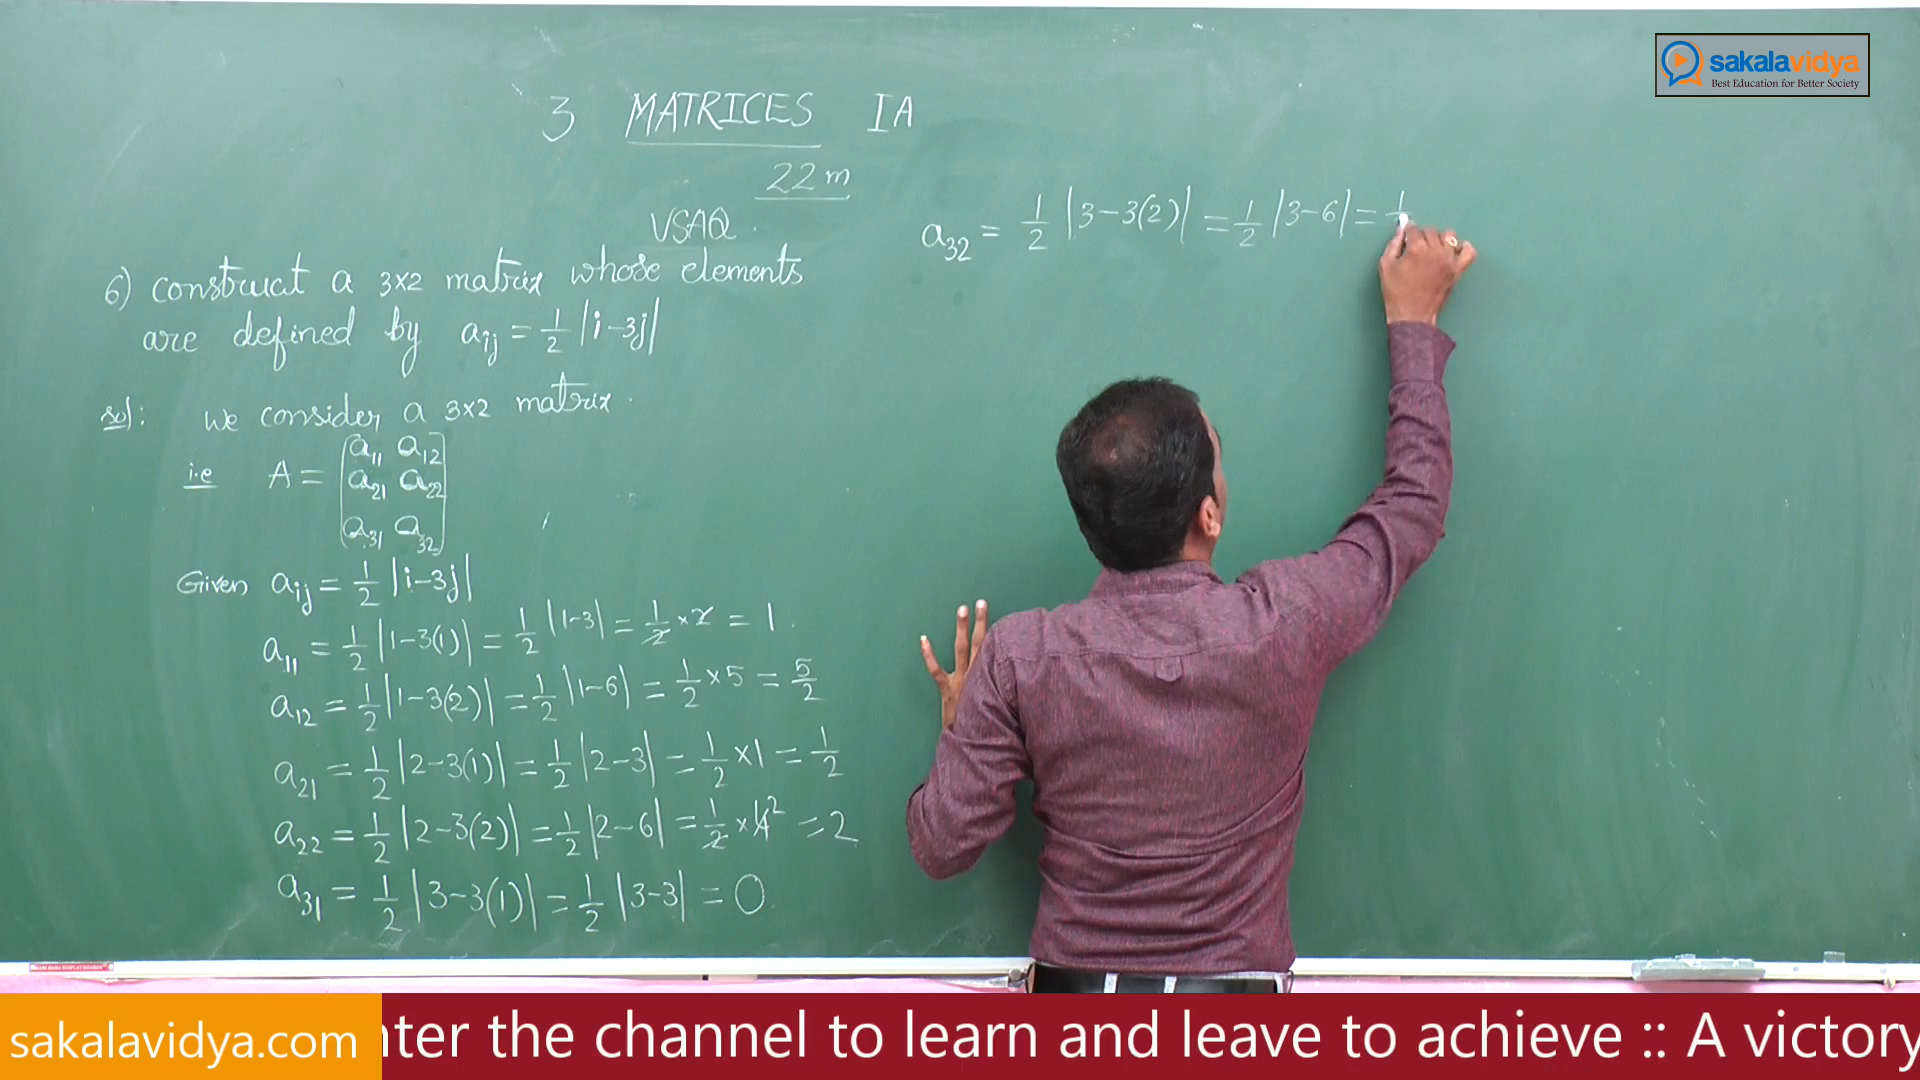 sakalavidya
Best Education for Better Society
3 MATRICES IA
22 m
VSAQ.
6) construct a 3x2 matrix whose elements
are defined by aij = 1/2 |i-3j|
sol: we consider a 3x2 matrix.
i.e A = [a11 a12
a21 a22
a31 a32]
Given aij = 1/2 |i-3j|
a11 = 1/2 |1-3(1)| = 1/2 |1-3| = 1/2 x 2 = 1.
a12 = 1/2 |1-3(2)| = 1/2 |1-6| = 1/2 x 5 = 5/2
a21 = 1/2 |2-3(1)| = 1/2 |2-3| = 1/2 x 1 = 1/2
a22 = 1/2 |2-3(2)| = 1/2 |2-6| = 1/2 x 4 2 = 2
a31 = 1/2 |3-3(1)| = 1/2 |3-3| = 0.
a32 = 1/2 |3-3(2)| = 1/2 |3-6| = 1
sakalavidya.com nter the channel to learn and leave to achieve :: A victory